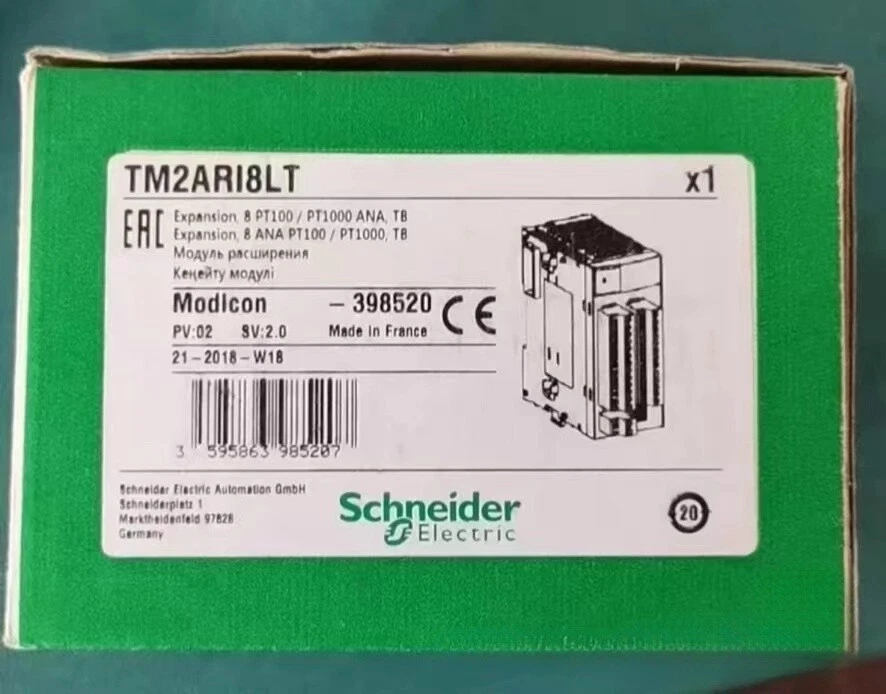 TM2ARI8LT
x1
EAC
Expansion, 8 PT100 / PT1000 ANA, TB
Expansion, 8 ANA PT100 / PT1000, TB
Модуль расширения
Кеңейту модулі
Modicon
– 398520
CE
PV:02 SV:2.0
Made in France
21 – 2018 – W18
3 595863 985207
Schneider Electric Automation GmbH
Schneiderplatz 1
Marktheidenfeld 97828
Germany
Schneider
Electric
20